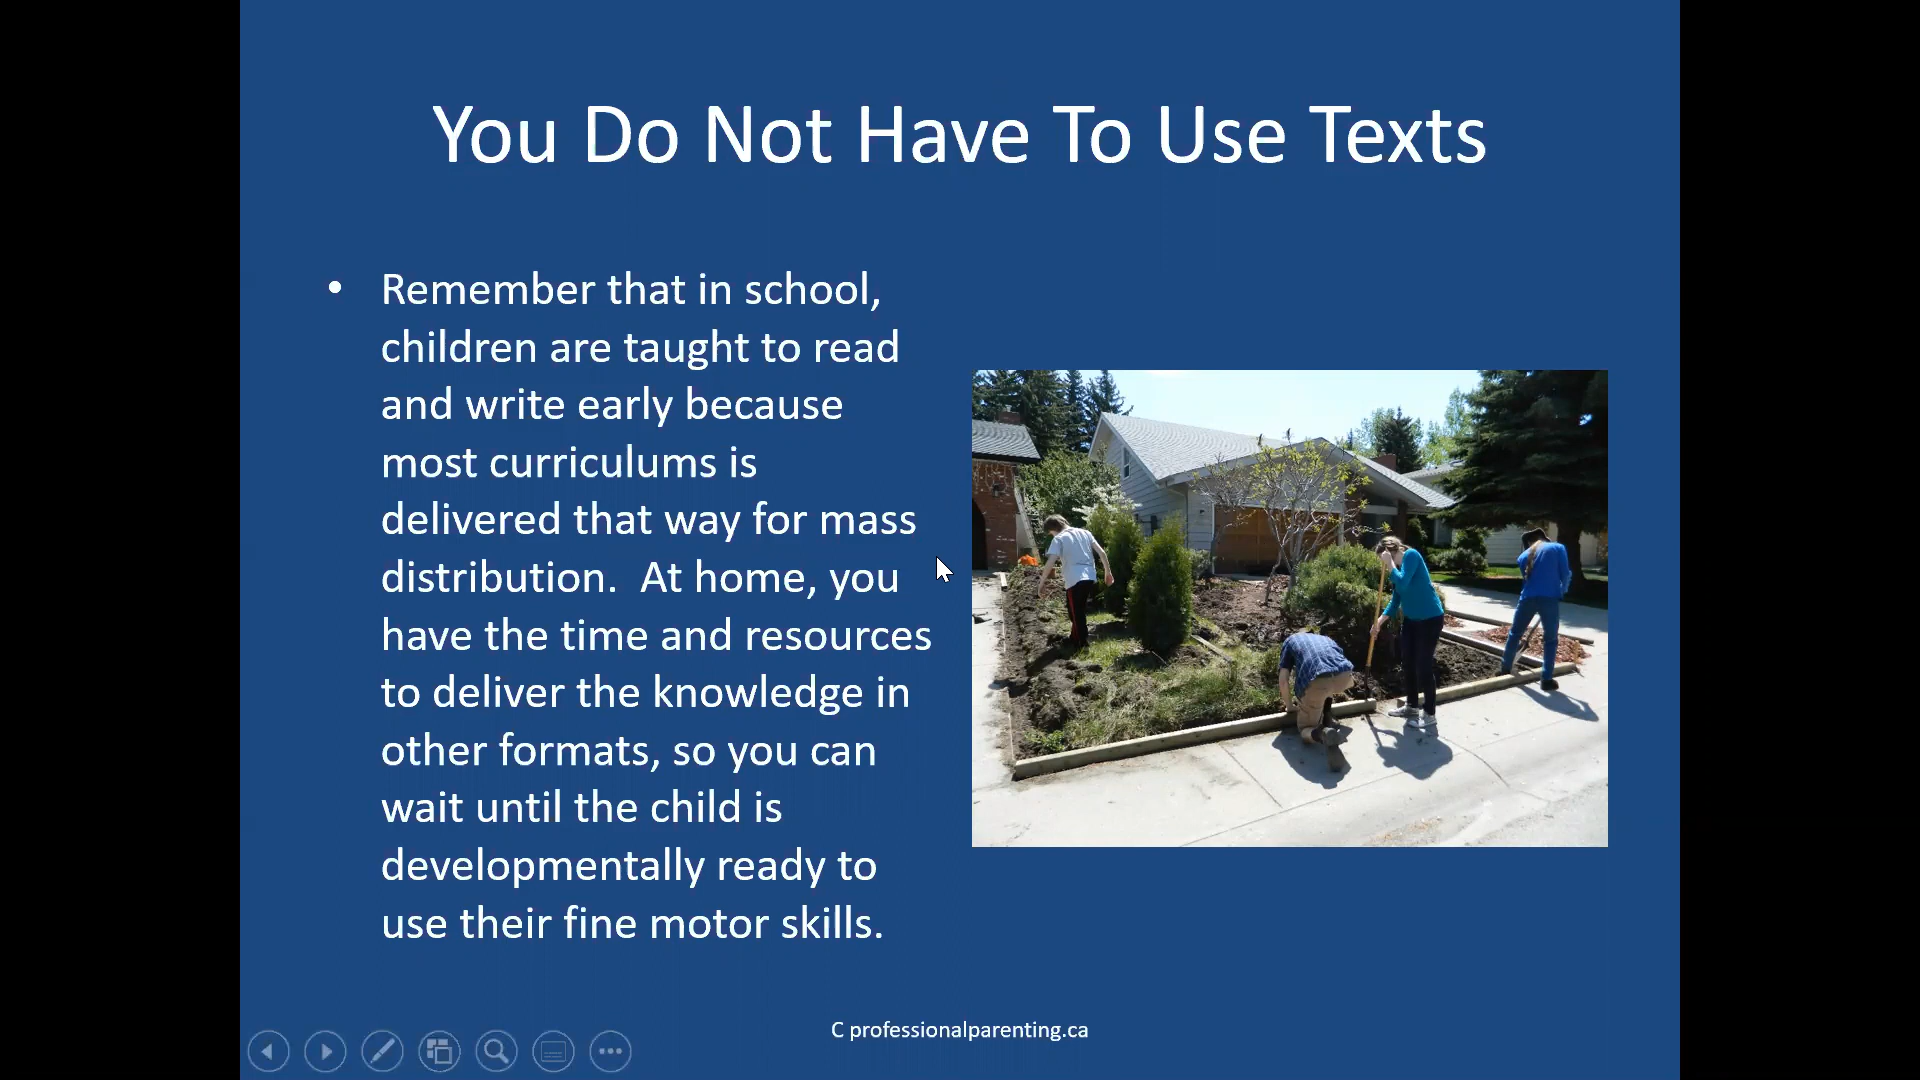 You Do Not Have To Use Texts
• Remember that in school,
children are taught to read
and write early because
most curriculums is
delivered that way for mass
distribution.  At home, you
have the time and resources
to deliver the knowledge in
other formats, so you can
wait until the child is
developmentally ready to
use their fine motor skills.
C professionalparenting.ca